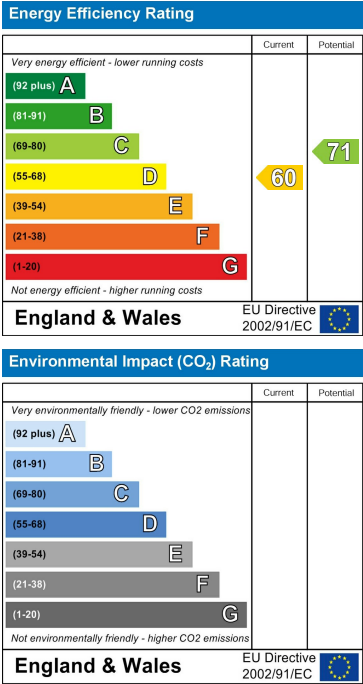 Energy Efficiency Rating
Current Potential
Very energy efficient - lower running costs
(92 plus) A
(81-91) B
(69-80) C
(55-68) D
(39-54) E
(21-38) F
(1-20) G
60
71
Not energy efficient - higher running costs
England & Wales
EU Directive
2002/91/EC
Environmental Impact (CO₂) Rating
Current Potential
Very environmentally friendly - lower CO2 emissions
(92 plus) A
(81-91) B
(69-80) C
(55-68) D
(39-54) E
(21-38) F
(1-20) G
Not environmentally friendly - higher CO2 emissions
England & Wales
EU Directive
2002/91/EC